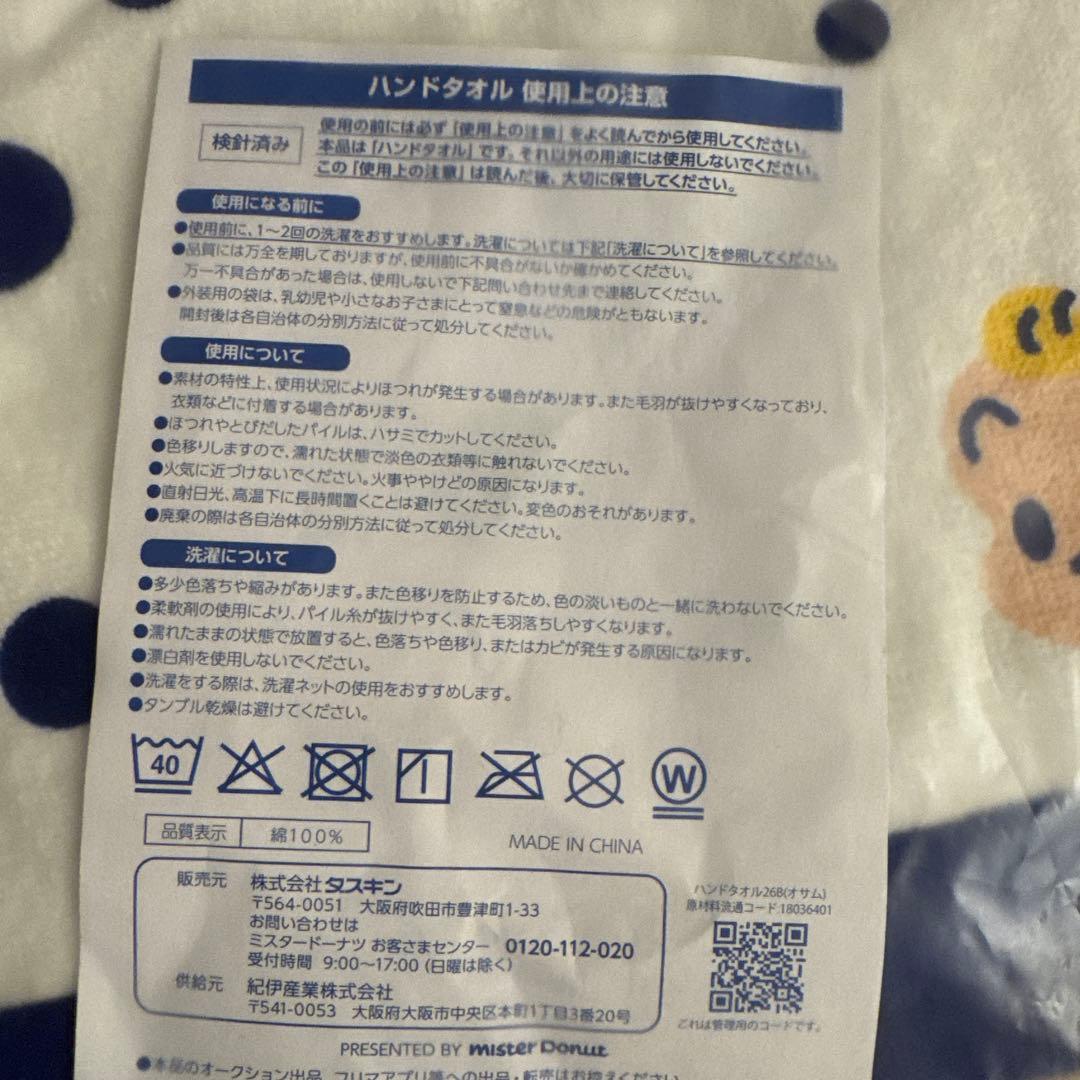 ハンドタオル 使用上の注意
検針済み
使用の前には必ず「使用上の注意」をよく読んでから使用してください。
本品は「ハンドタオル」です。それ以外の用途には使用しないでください。
この「使用上の注意」は読んだ後、大切に保管してください。
使用になる前に
●使用前に、1〜2回の洗濯をおすすめします。洗濯については下記「洗濯について」を参照してください。
●品質には万全を期しておりますが、使用前に不具合がないか確かめてください。
万一不具合があった場合は、使用しないで下記問い合わせ先まで連絡してください。
●外装用の袋は、乳幼児や小さなお子さまにとって窒息などの危険がともないます。
開封後は各自治体の分別方法に従って処分してください。
使用について
●素材の特性上、使用状況によりほつれが発生する場合があります。また毛羽が抜けやすくなっており、
衣類などに付着する場合があります。
●ほつれやとびだしたパイルは、ハサミでカットしてください。
●色移りしますので、濡れた状態で淡色の衣類等に触れないでください。
●火気に近づけないでください。火事ややけどの原因になります。
●直射日光、高温下に長時間置くことは避けてください。変色のおそれがあります。
●廃棄の際は各自治体の分別方法に従って処分してください。
洗濯について
●多少色落ちや縮みがあります。また色移りを防止するため、色の淡いものと一緒に洗わないでください。
●柔軟剤の使用により、パイル糸が抜けやすく、また毛羽落ちしやすくなります。
●濡れたままの状態で放置すると、色落ちや色移り、またはカビが発生する原因になります。
●漂白剤を使用しないでください。
●洗濯をする際は、洗濯ネットの使用をおすすめします。
●タンブル乾燥は避けてください。
40 W
品質表示 綿100%
MADE IN CHINA
販売元 株式会社タスキン
〒564-0051 大阪府吹田市豊津町1-33
お問い合わせは
ミスタードーナツ お客さまセンター 0120-112-020
受付時間 9:00〜17:00 (日曜は除く)
供給元 紀伊産業株式会社
〒541-0053 大阪府大阪市中央区本町1丁目3番20号
ハンドタオル26B(オサム)
原材料流通コード:18036401
これは管理用のコードです。
PRESENTED BY mister Donut
●本品のオークション出品、フリマアプリ等への出品・転売はお控えください